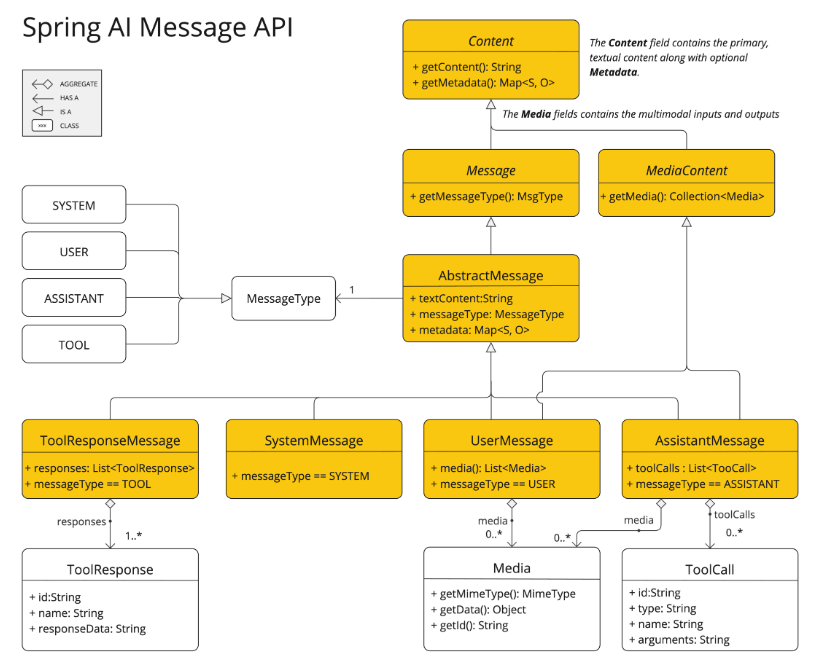 Spring AI Message API
AGGREGATE
HAS A
IS A
xxx
CLASS
Content
+ getContent(): String
+ getMetadata(): Map<S, O>
The Content field contains the primary,
textual content along with optional
Metadata.
The Media fields contains the multimodal inputs and outputs
Message
+ getMessageType(): MsgType
MediaContent
+ getMedia(): Collection<Media>
SYSTEM
USER
ASSISTANT
TOOL
MessageType
1
AbstractMessage
+ textContent:String
+ messageType: MessageType
+ metadata: Map<S, O>
ToolResponseMessage
+ responses: List<ToolResponse>
+ messageType == TOOL
SystemMessage
+ messageType == SYSTEM
UserMessage
+ media(): List<Media>
+ messageType == USER
AssistantMessage
+ toolCalls : List<TooCall>
+ messageType == ASSISTANT
responses
1..*
media
0..*
media
0..*
toolCalls
0..*
ToolResponse
+ id:String
+ name: String
+ responseData: String
Media
+ getMimeType(): MimeType
+ getData(): Object
+ getId(): String
ToolCall
+ id:String
+ type: String
+ name: String
+ arguments: String